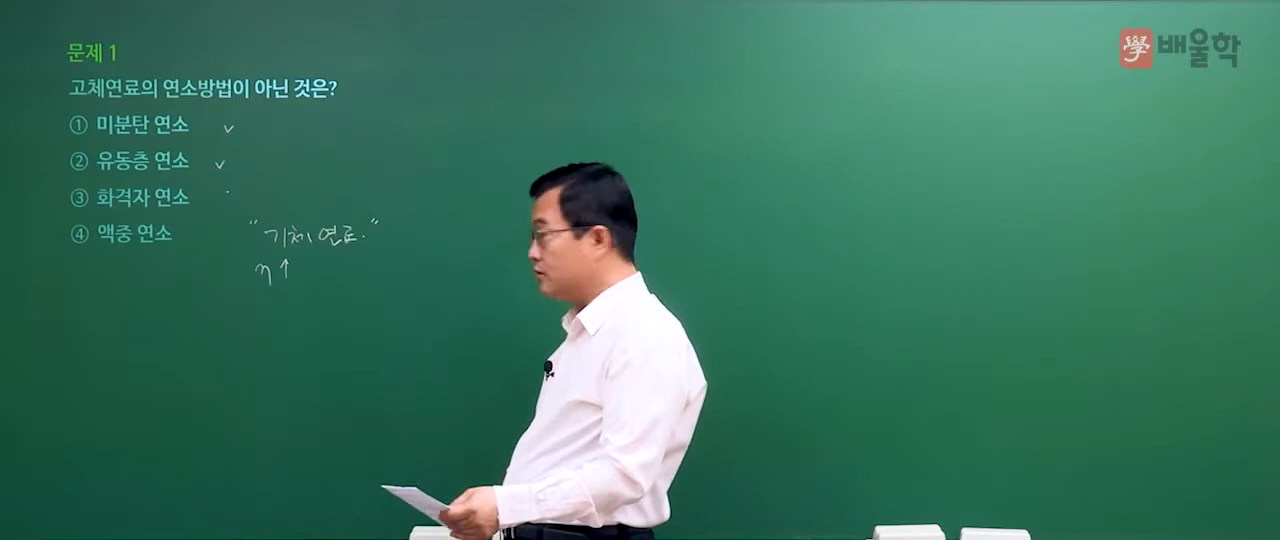 學 배울학
문제 1
고체연료의 연소방법이 아닌 것은?
① 미분탄 연소
② 유동층 연소
③ 화격자 연소
④ 액중 연소 "기체 연료."
η ↑